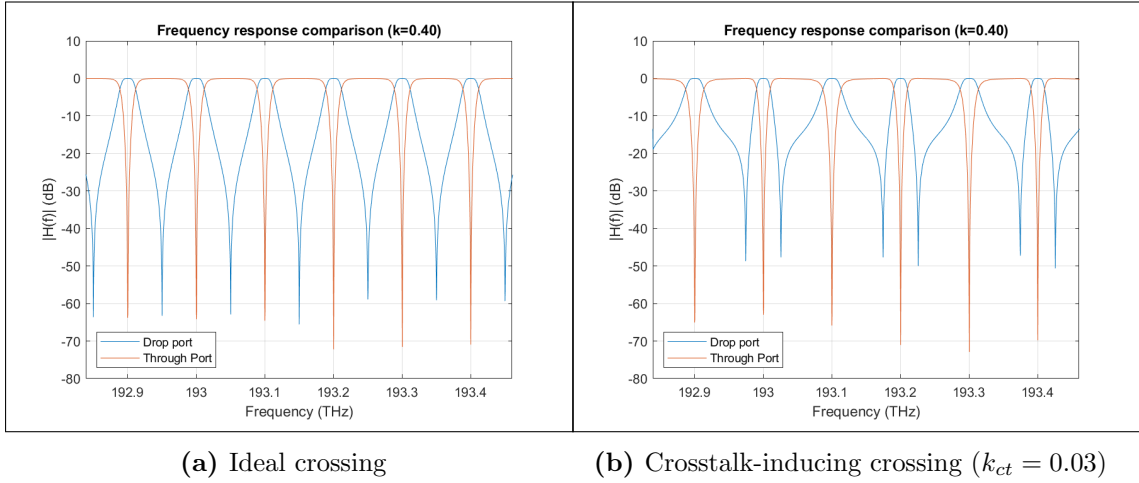 Frequency response comparison (k=0.40)
10
0
-10
-20
-30
-40
-50
-60
-70
-80
|H(f)| (dB)
Drop port
Through Port
192.9 193 193.1 193.2 193.3 193.4
Frequency (THz)
(a) Ideal crossing
Frequency response comparison (k=0.40)
10
0
-10
-20
-30
-40
-50
-60
-70
-80
|H(f)| (dB)
Drop port
Through Port
192.9 193 193.1 193.2 193.3 193.4
Frequency (THz)
(b) Crosstalk-inducing crossing (k_ct = 0.03)